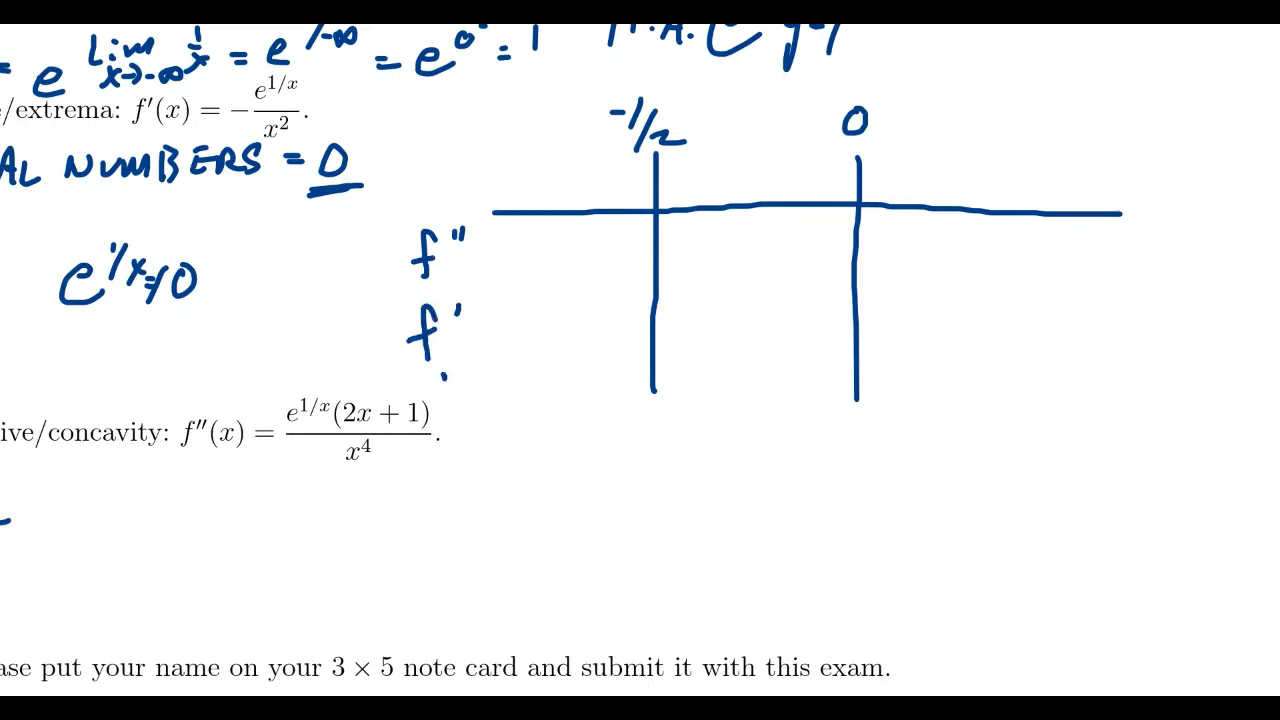 = e^{Lim x→-∞ 1/x} = e^{1/-∞} = e^0 = 1 H.A. @ y=1
e/extrema: f′(x) = −e^{1/x}/x^2.
-1/2 0
AL NUMBERS = 0
f"
e^{1/x}≠0
f'
ive/concavity: f″(x) = e^{1/x}(2x + 1)/x^4.
ase put your name on your 3 × 5 note card and submit it with this exam.